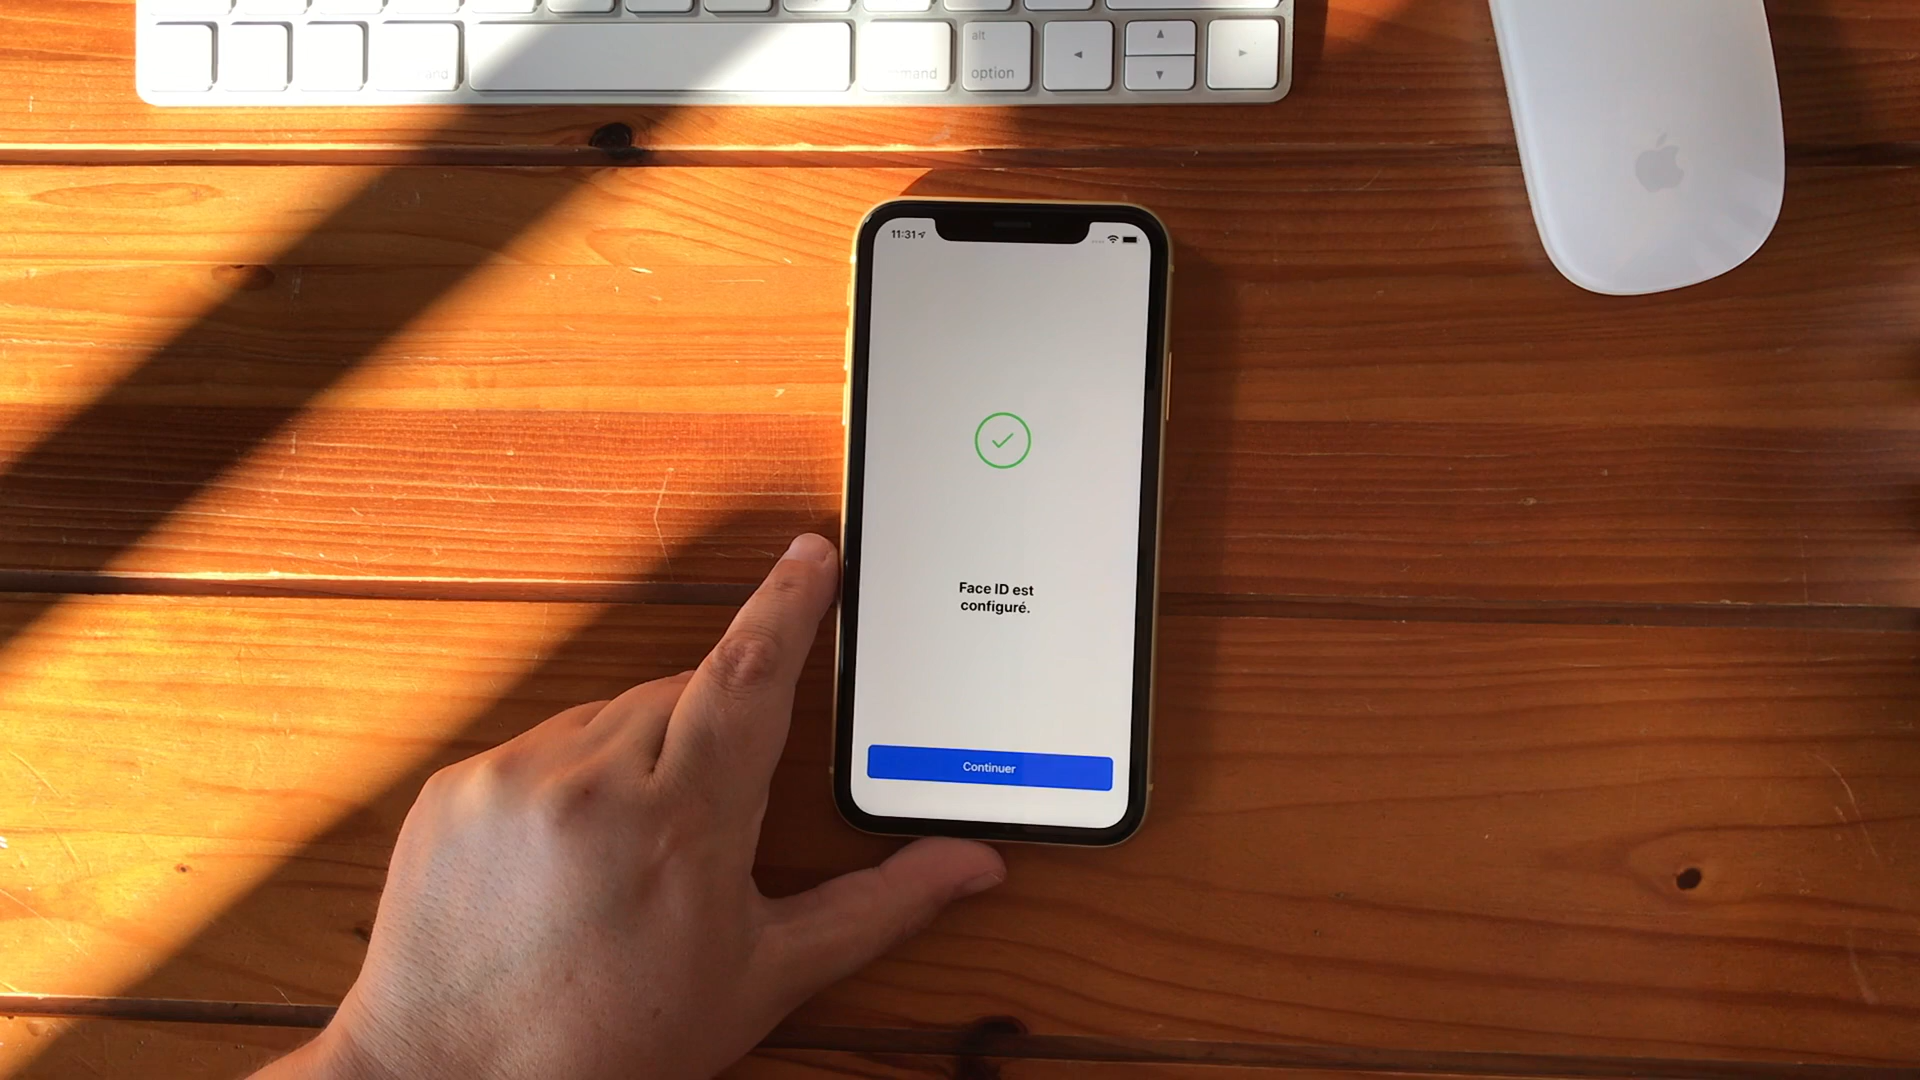 alt
option
11:31
Face ID est
configuré.
Continuer